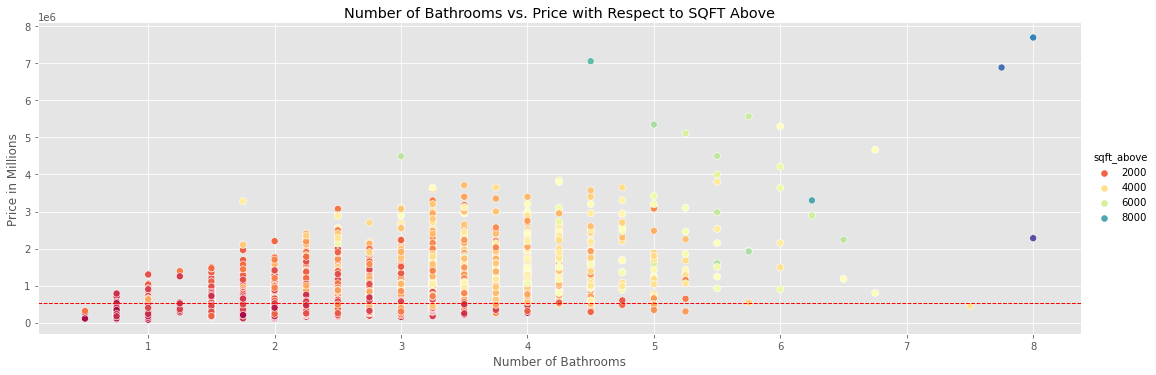 Number of Bathrooms vs. Price with Respect to SQFT Above
1e6
8
7
6
5
4
3
2
1
0
Price in Millions
1 2 3 4 5 6 7 8
Number of Bathrooms
sqft_above
2000
4000
6000
8000